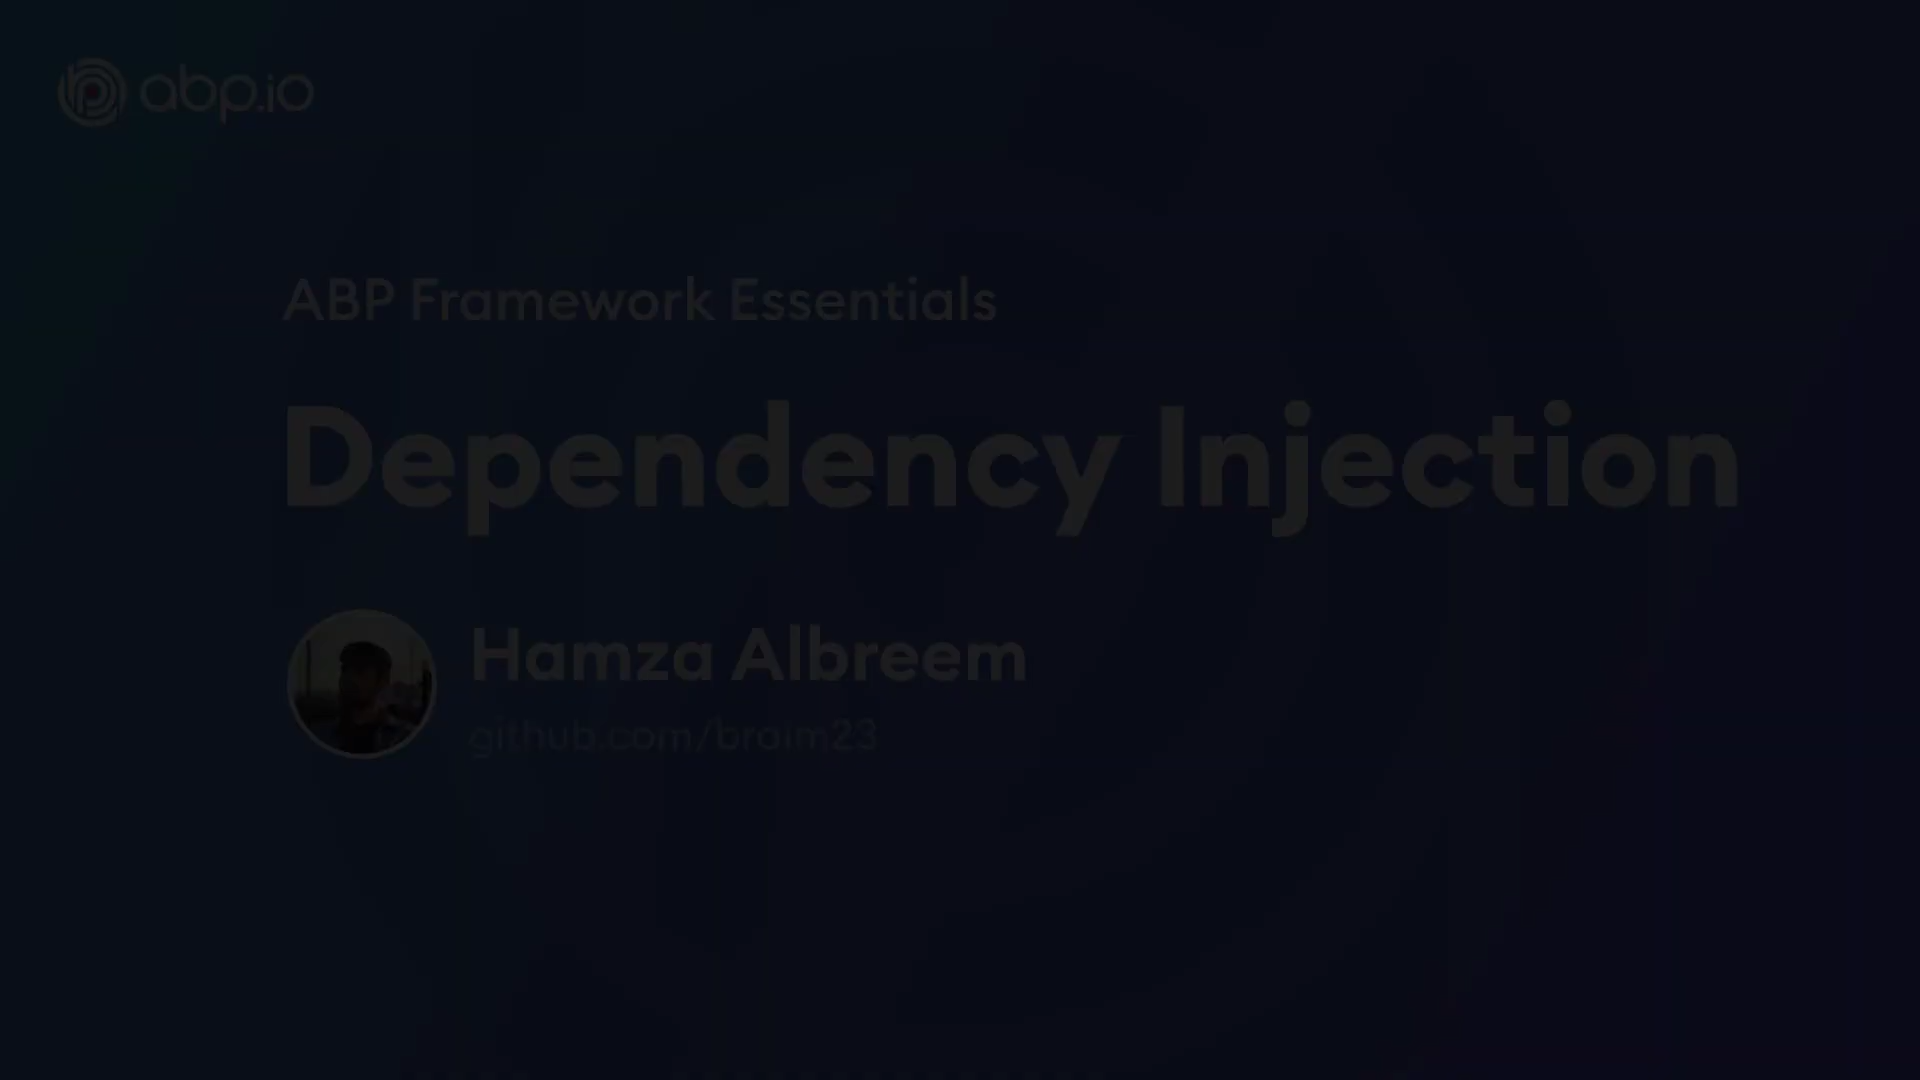 abp.io
ABP Framework Essentials
Dependency Injection
Hamza Albreem
github.com/braim23